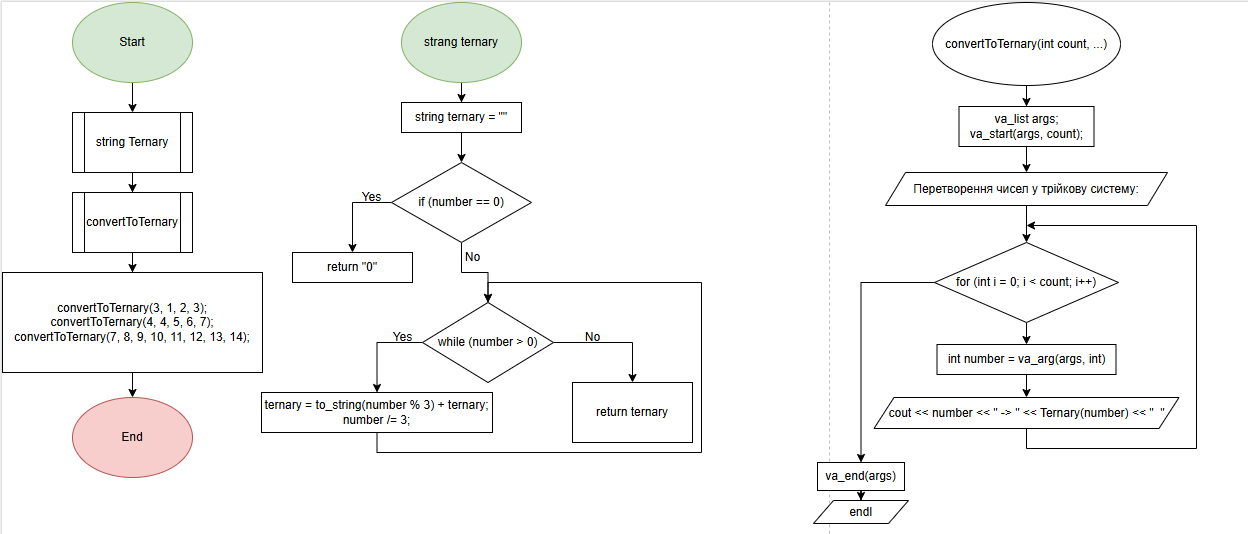 Start
string Ternary
convertToTernary
convertToTernary(3, 1, 2, 3);
convertToTernary(4, 4, 5, 6, 7);
convertToTernary(7, 8, 9, 10, 11, 12, 13, 14);
End
strang ternary
string ternary = ""
if (number == 0)
Yes
return "0"
No
while (number > 0)
Yes
No
ternary = to_string(number % 3) + ternary;
number /= 3;
return ternary
convertToTernary(int count, ...)
va_list args;
va_start(args, count);
Перетворення чисел у трійкову систему:
for (int i = 0; i < count; i++)
int number = va_arg(args, int)
cout << number << " -> " << Ternary(number) << "  "
va_end(args)
endl